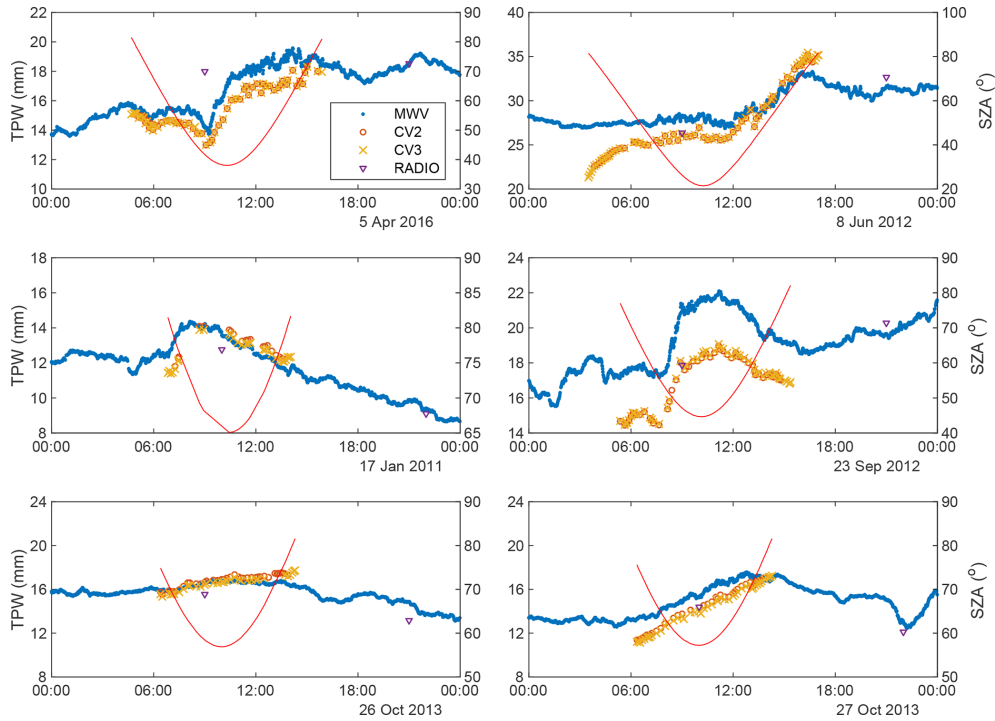 22 90 40 100
20 80 35 80
18 70 30 60
16 60 25 40
14 50 20 20
12 40
10 30
TPW (mm)
SZA (°)
MWV
CV2
CV3
RADIO
00:00 06:00 12:00 18:00 00:00 00:00 06:00 12:00 18:00 00:00
5 Apr 2016 8 Jun 2012
18 90 24 90
16 85 22 80
14 80 20 70
12 75 18 60
10 70 16 50
8 65 14 40
TPW (mm)
SZA (°)
00:00 06:00 12:00 18:00 00:00 00:00 06:00 12:00 18:00 00:00
17 Jan 2011 23 Sep 2012
24 90 24 90
20 80 20 80
16 70 16 70
12 60 12 60
8 50 8 50
TPW (mm)
SZA (°)
00:00 06:00 12:00 18:00 00:00 00:00 06:00 12:00 18:00 00:00
26 Oct 2013 27 Oct 2013